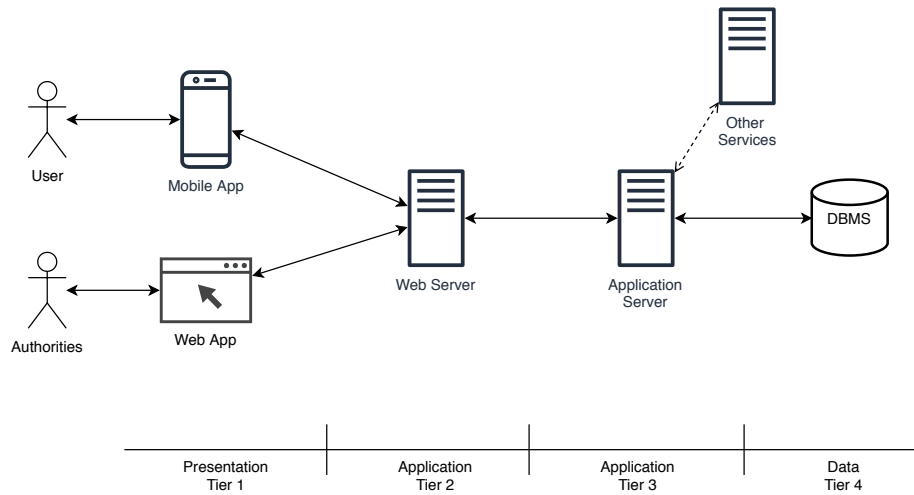 Other
Services
User
Mobile App
DBMS
Web Server
Application
Server
Authorities
Web App
Presentation
Tier 1
Application
Tier 2
Application
Tier 3
Data
Tier 4